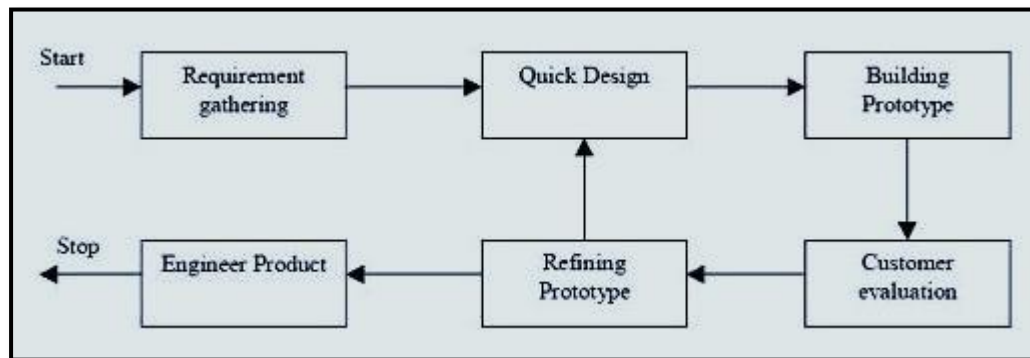 Start
Requirement
gathering
Quick Design
Building
Prototype
Stop
Engineer Product
Refining
Prototype
Customer
evaluation